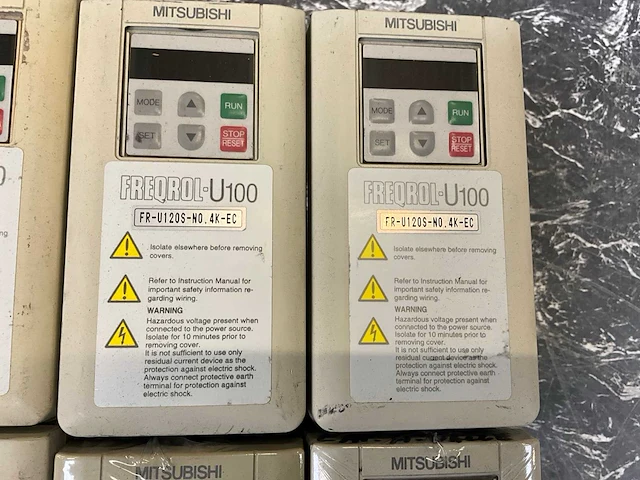 MITSUBISHI
MODE
RUN
SET
STOP
RESET
FREQROL-U100
FR-U120S-N0.4K-EC
Isolate elsewhere before removing
covers.
Refer to Instruction Manual for
important safety information re-
garding wiring.
WARNING
Hazardous voltage present when
connected to the power source.
Isolate for 10 minutes prior to
removing cover.
It is not sufficient to use only
residual current device as the
protection against electric shock.
Always connect protective earth
terminal for protection against
electric shock.
MITSUBISHI
MODE
RUN
SET
STOP
RESET
FREQROL-U100
FR-U120S-N0.4K-EC
Isolate elsewhere before removing
covers.
Refer to Instruction Manual for
important safety information re-
garding wiring.
WARNING
Hazardous voltage present when
connected to the power source.
Isolate for 10 minutes prior to
removing cover.
It is not sufficient to use only
residual current device as the
protection against electric shock.
Always connect protective earth
terminal for protection against
electric shock.
MITSUBISHI
MITSUBISHI